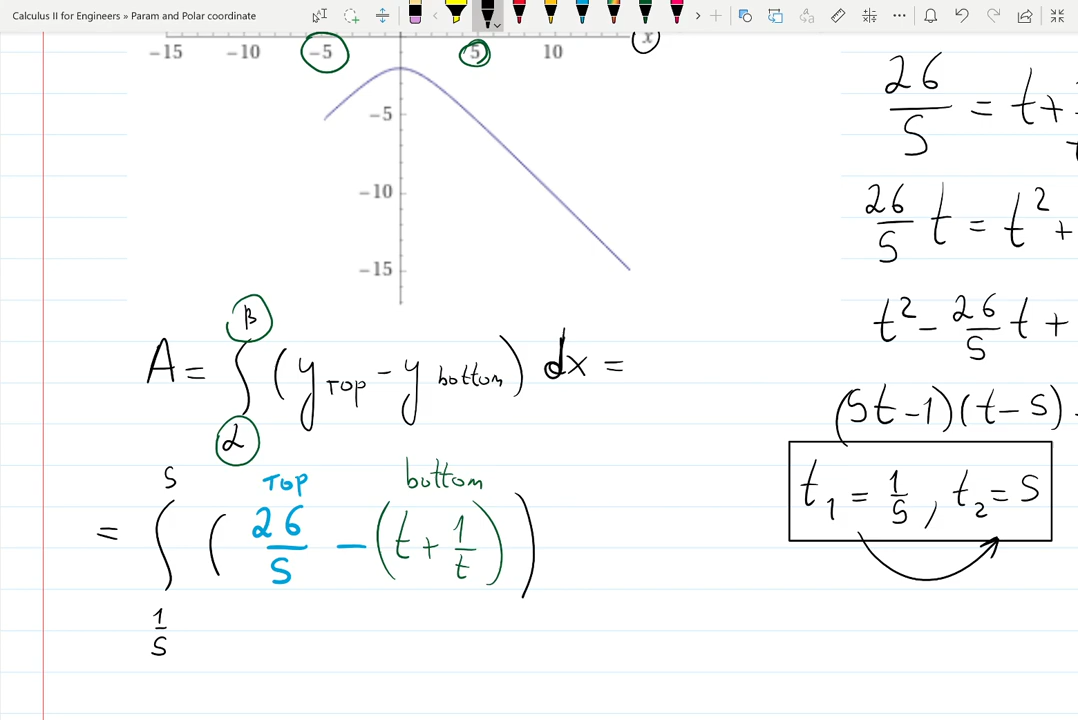 Calculus II for Engineers » Param and Polar coordinate
-15 -10 -5 5 10 x
-5
-10
-15
A = ∫ α β (y TOP - y bottom) dx =
TOP bottom
= ∫ 1/5 5 ( 26/5 - (t + 1/t) )
26/5 = t +
26/5 t = t² +
t² - 26/5 t +
(5t - 1)(t - 5)
t₁ = 1/5 , t₂ = 5